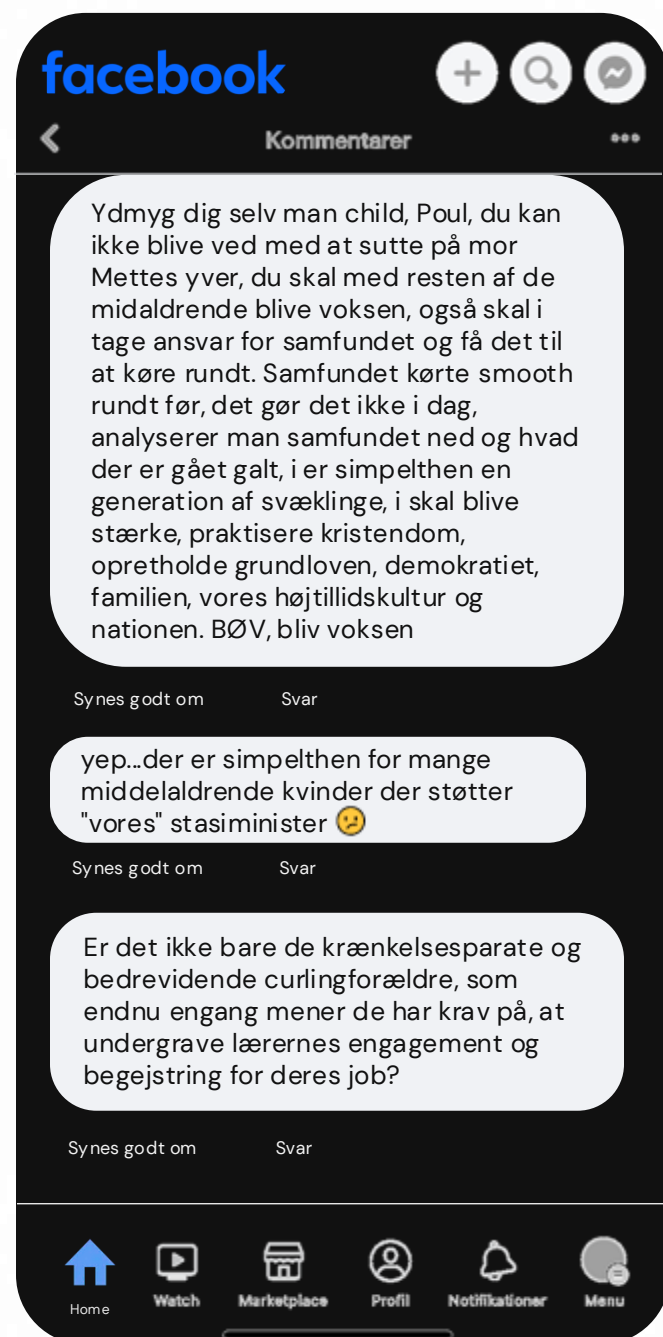 facebook
Kommentarer
Ydmyg dig selv man child, Poul, du kan
ikke blive ved med at sutte på mor
Mettes yver, du skal med resten af de
midaldrende blive voksen, også skal i
tage ansvar for samfundet og få det til
at køre rundt. Samfundet kørte smooth
rundt før, det gør det ikke i dag,
analyserer man samfundet ned og hvad
der er gået galt, i er simpelthen en
generation af svæklinge, i skal blive
stærke, praktisere kristendom,
opretholde grundloven, demokratiet,
familien, vores højtillidskultur og
nationen. BØV, bliv voksen
Synes godt om Svar
yep...der er simpelthen for mange
middelaldrende kvinder der støtter
"vores" stasiminister 🫤
Synes godt om Svar
Er det ikke bare de krænkelsesparate og
bedrevidende curlingforældre, som
endnu engang mener de har krav på, at
undergrave lærernes engagement og
begejstring for deres job?
Synes godt om Svar
Home Watch Marketplace Profil Notifikationer Menu